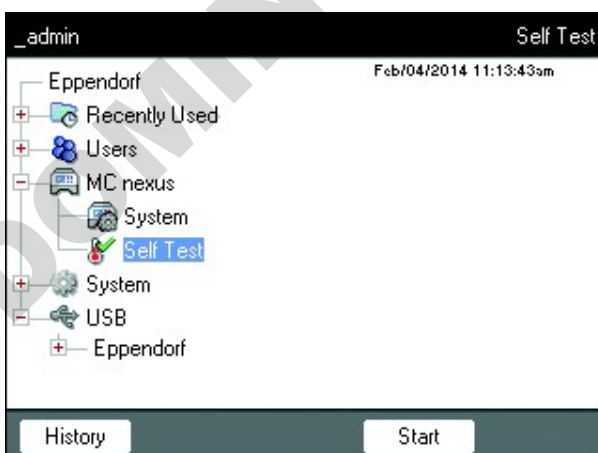 _admin
Self Test
Feb/04/2014 11:13:43am
Eppendorf
Recently Used
Users
MC nexus
System
Self Test
System
USB
Eppendorf
History
Start